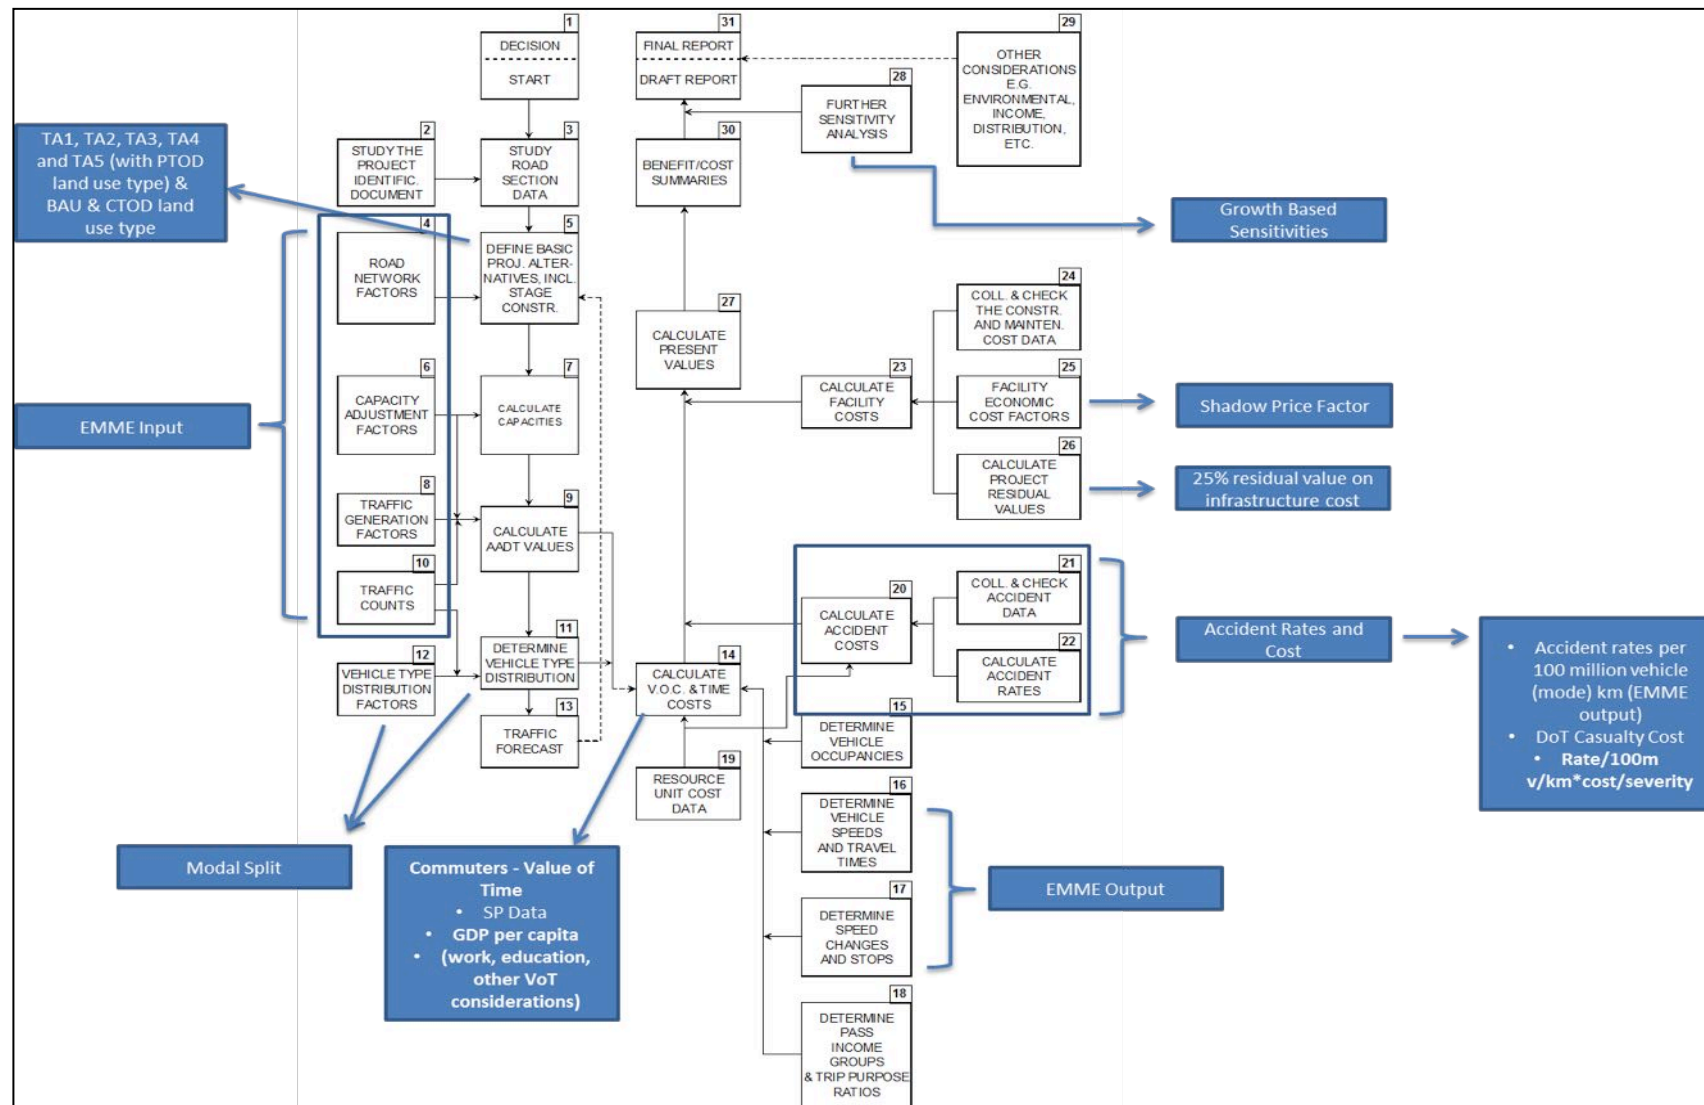 1
DECISION
START
31
FINAL REPORT
DRAFT REPORT
29
OTHER
CONSIDERATIONS
E.G.
ENVIRONMENTAL,
INCOME,
DISTRIBUTION,
ETC.
28
FURTHER
SENSITIVITY
ANALYSIS
TA1, TA2, TA3, TA4
and TA5 (with PTOD
land use type) &
BAU & CTOD land
use type
2
STUDY THE
PROJECT
IDENTIFIC.
DOCUMENT
3
STUDY
ROAD
SECTION
DATA
30
BENEFIT/COST
SUMMARIES
Growth Based
Sensitivities
4
ROAD
NETWORK
FACTORS
5
DEFINE BASIC
PROJ. ALTER-
NATIVES, INCL.
STAGE
CONSTR.
27
CALCULATE
PRESENT
VALUES
24
COLL. & CHECK
THE CONSTR.
AND MAINTEN.
COST DATA
6
CAPACITY
ADJUSTMENT
FACTORS
7
CALCULATE
CAPACITIES
23
CALCULATE
FACILITY
COSTS
25
FACILITY
ECONOMIC
COST FACTORS
Shadow Price Factor
EMME Input
26
CALCULATE
PROJECT
RESIDUAL
VALUES
25% residual value on
infrastructure cost
8
TRAFFIC
GENERATION
FACTORS
9
CALCULATE
AADT VALUES
10
TRAFFIC
COUNTS
20
CALCULATE
ACCIDENT
COSTS
21
COLL. & CHECK
ACCIDENT
DATA
22
CALCULATE
ACCIDENT
RATES
Accident Rates and
Cost
• Accident rates per
100 million vehicle
(mode) km (EMME
output)
• DoT Casualty Cost
• Rate/100m
v/km*cost/severity
12
VEHICLE TYPE
DISTRIBUTION
FACTORS
11
DETERMINE
VEHICLE TYPE
DISTRIBUTION
14
CALCULATE
V.O.C. & TIME
COSTS
13
TRAFFIC
FORECAST
15
DETERMINE
VEHICLE
OCCUPANCIES
19
RESOURCE
UNIT COST
DATA
16
DETERMINE
VEHICLE
SPEEDS
AND TRAVEL
TIMES
Modal Split
Commuters - Value of
Time
• SP Data
• GDP per capita
• (work, education,
other VoT
considerations)
17
DETERMINE
SPEED
CHANGES
AND STOPS
EMME Output
18
DETERMINE
PASS
INCOME
GROUPS
& TRIP PURPOSE
RATIOS